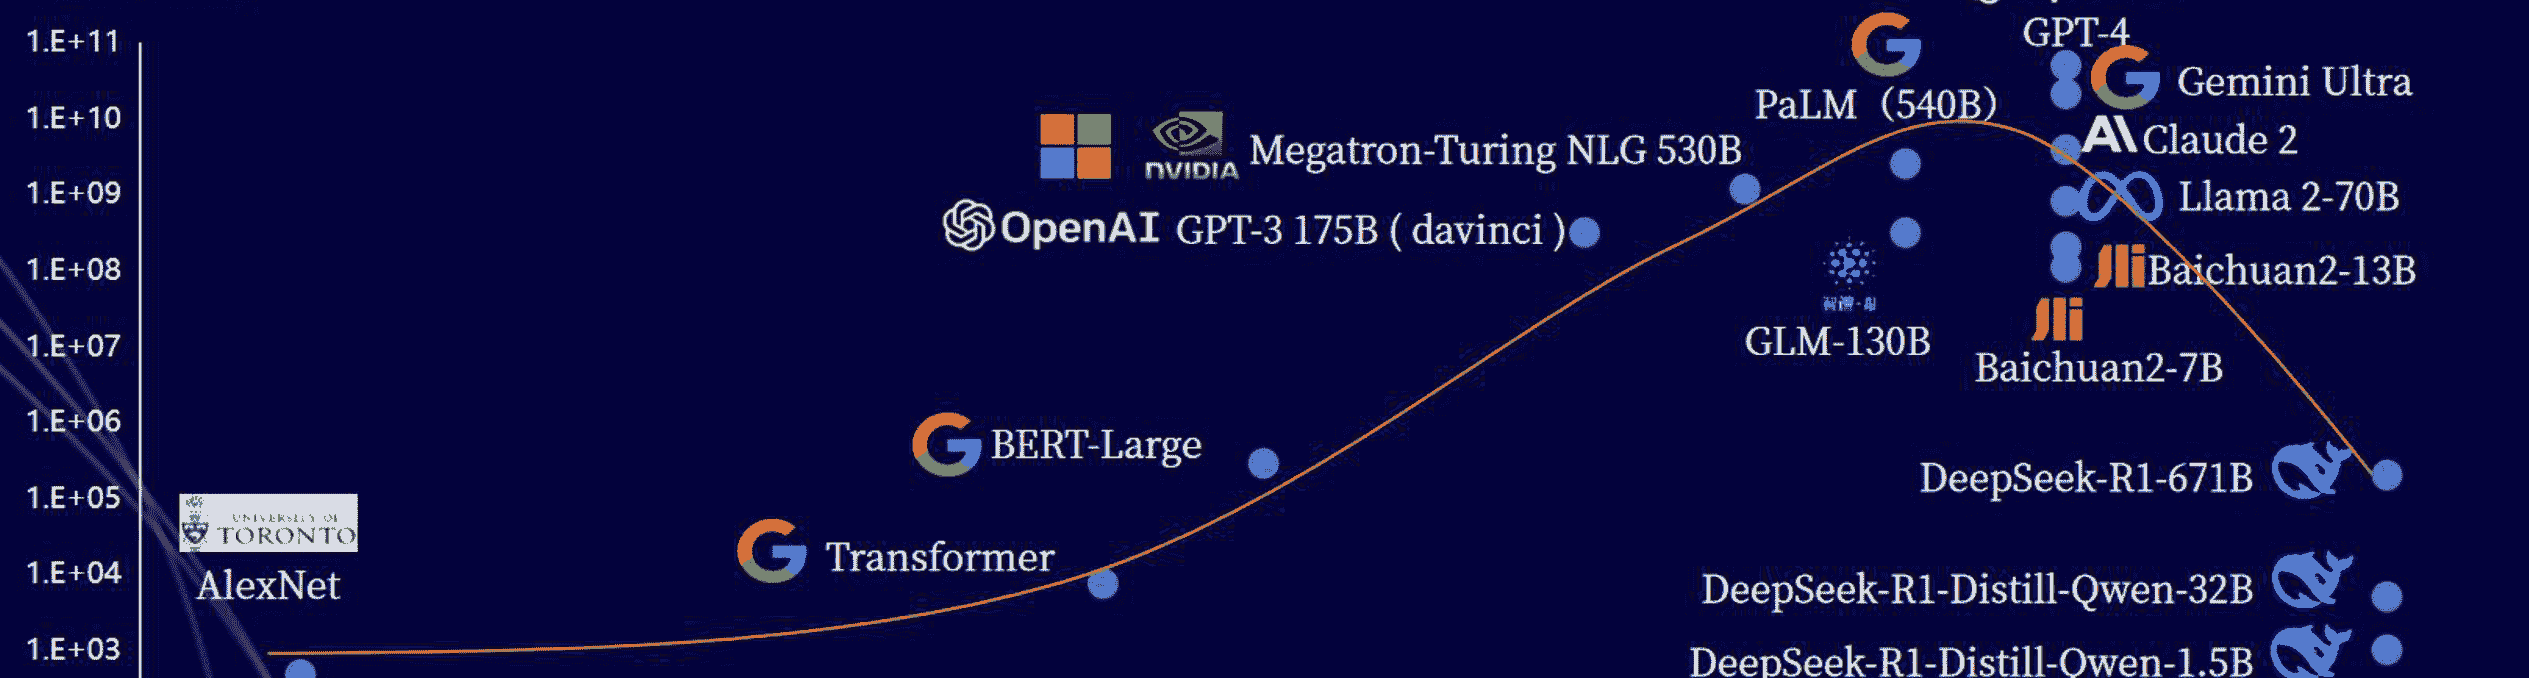 1.E+11
1.E+10
1.E+09
1.E+08
1.E+07
1.E+06
1.E+05
1.E+04
1.E+03
UNIVERSITY OF
TORONTO
AlexNet
Transformer
BERT-Large
OpenAI GPT-3 175B ( davinci )
NVIDIA Megatron-Turing NLG 530B
PaLM (540B)
GLM-130B
GPT-4
Gemini Ultra
AI Claude 2
Llama 2-70B
Baichuan2-13B
Baichuan2-7B
DeepSeek-R1-671B
DeepSeek-R1-Distill-Qwen-32B
DeepSeek-R1-Distill-Qwen-1.5B